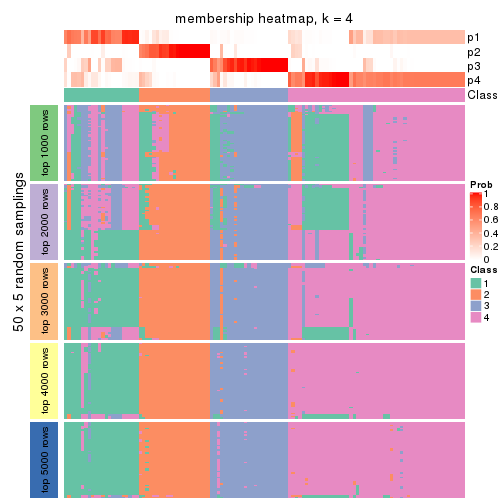 membership heatmap, k = 4
p1
p2
p3
p4
Class
50 x 5 random samplings
top 1000 rows
top 2000 rows
top 3000 rows
top 4000 rows
top 5000 rows
Prob
1
0.8
0.6
0.4
0.2
0
Class
1
2
3
4